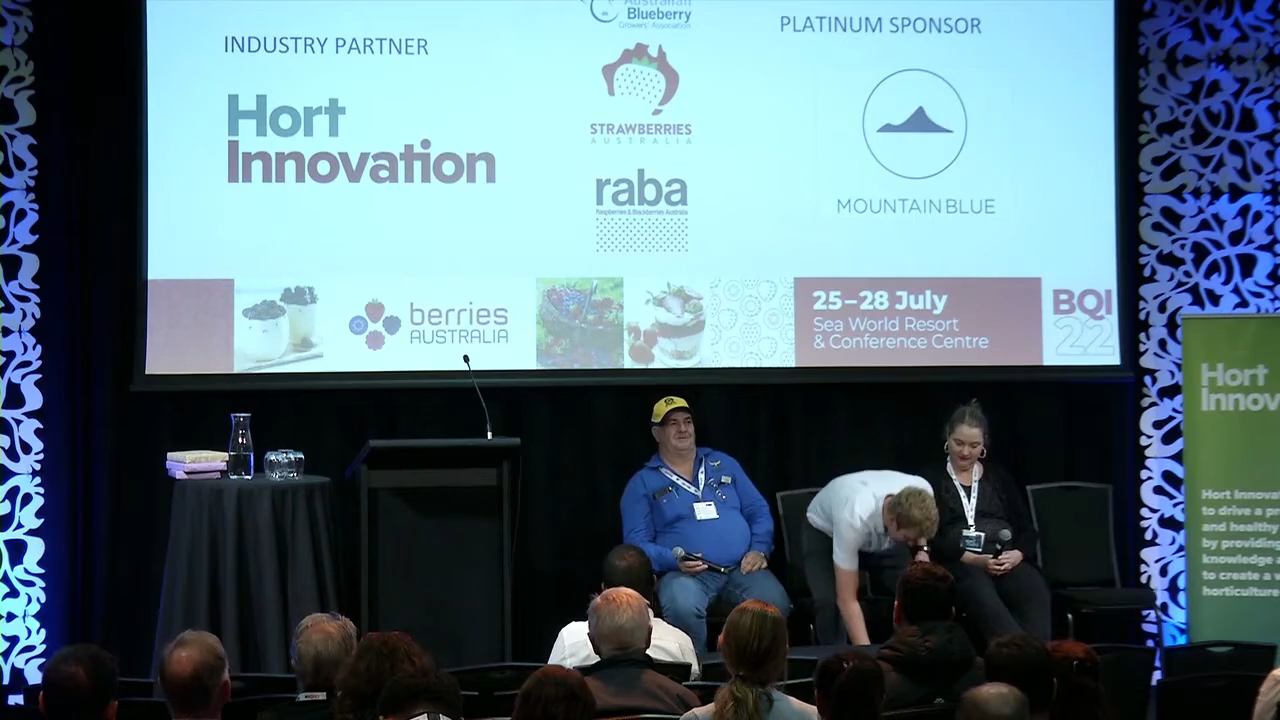 INDUSTRY PARTNER
Hort
Innovation
Australian
Blueberry
Growers' Association
STRAWBERRIES
AUSTRALIA
raba
Raspberries & Blackberries Australia
PLATINUM SPONSOR
MOUNTAIN BLUE
berries
AUSTRALIA
25–28 July
Sea World Resort
& Conference Centre
BQI
22
Hort
Innov
Hort Innova
to drive a pr
and healthy
by providing
knowledge a
to create a
horticulture